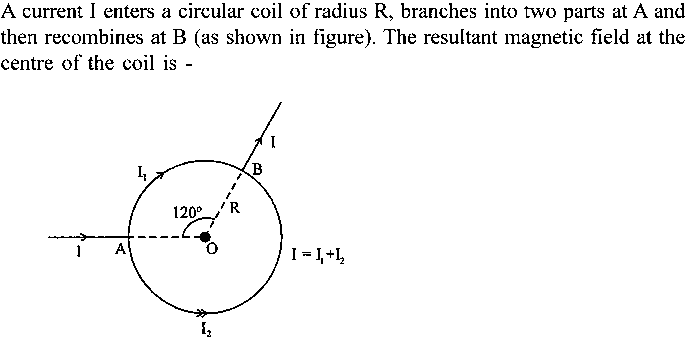 A current I enters a circular coil of radius R, branches into two parts at A and
then recombines at B (as shown in figure). The resultant magnetic field at the
centre of the coil is -
I
I₁
B
120°
R
I
A
O
I = I₁+I₂
I₂